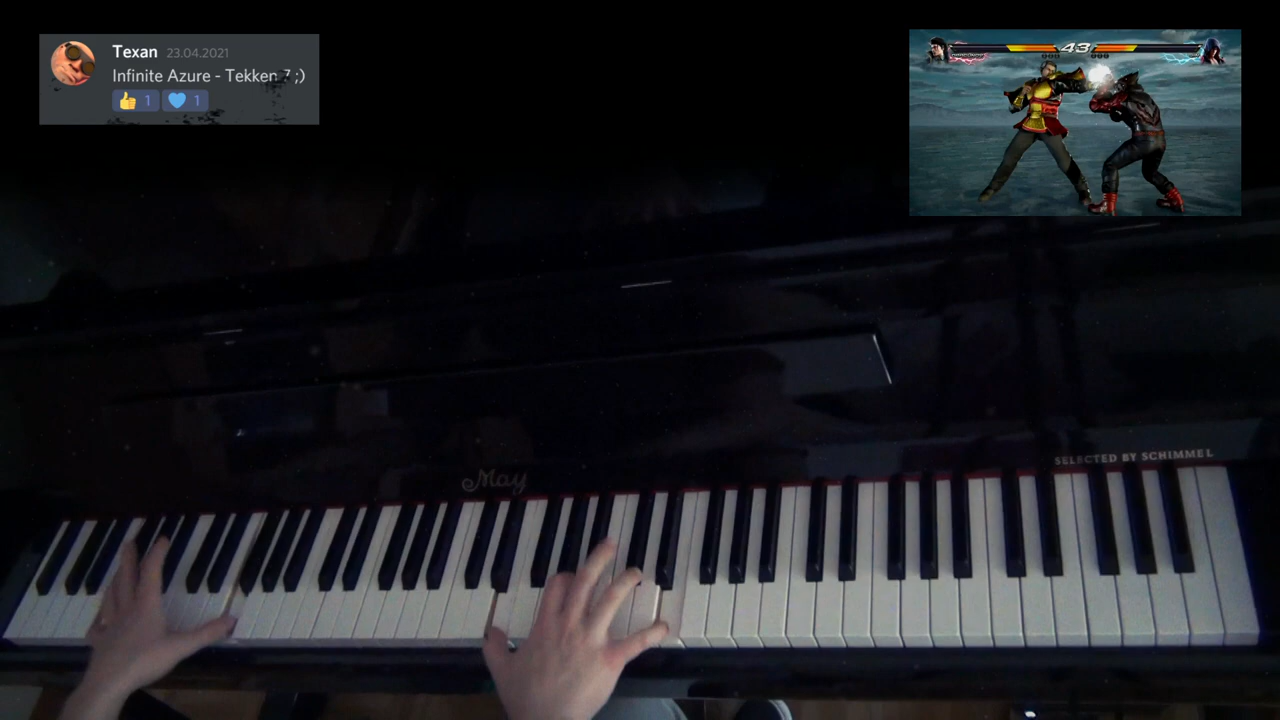 Texan 23.04.2021
Infinite Azure - Tekken 7 ;)
👍 1 💙 1
43
May
SELECTED BY SCHIMMEL